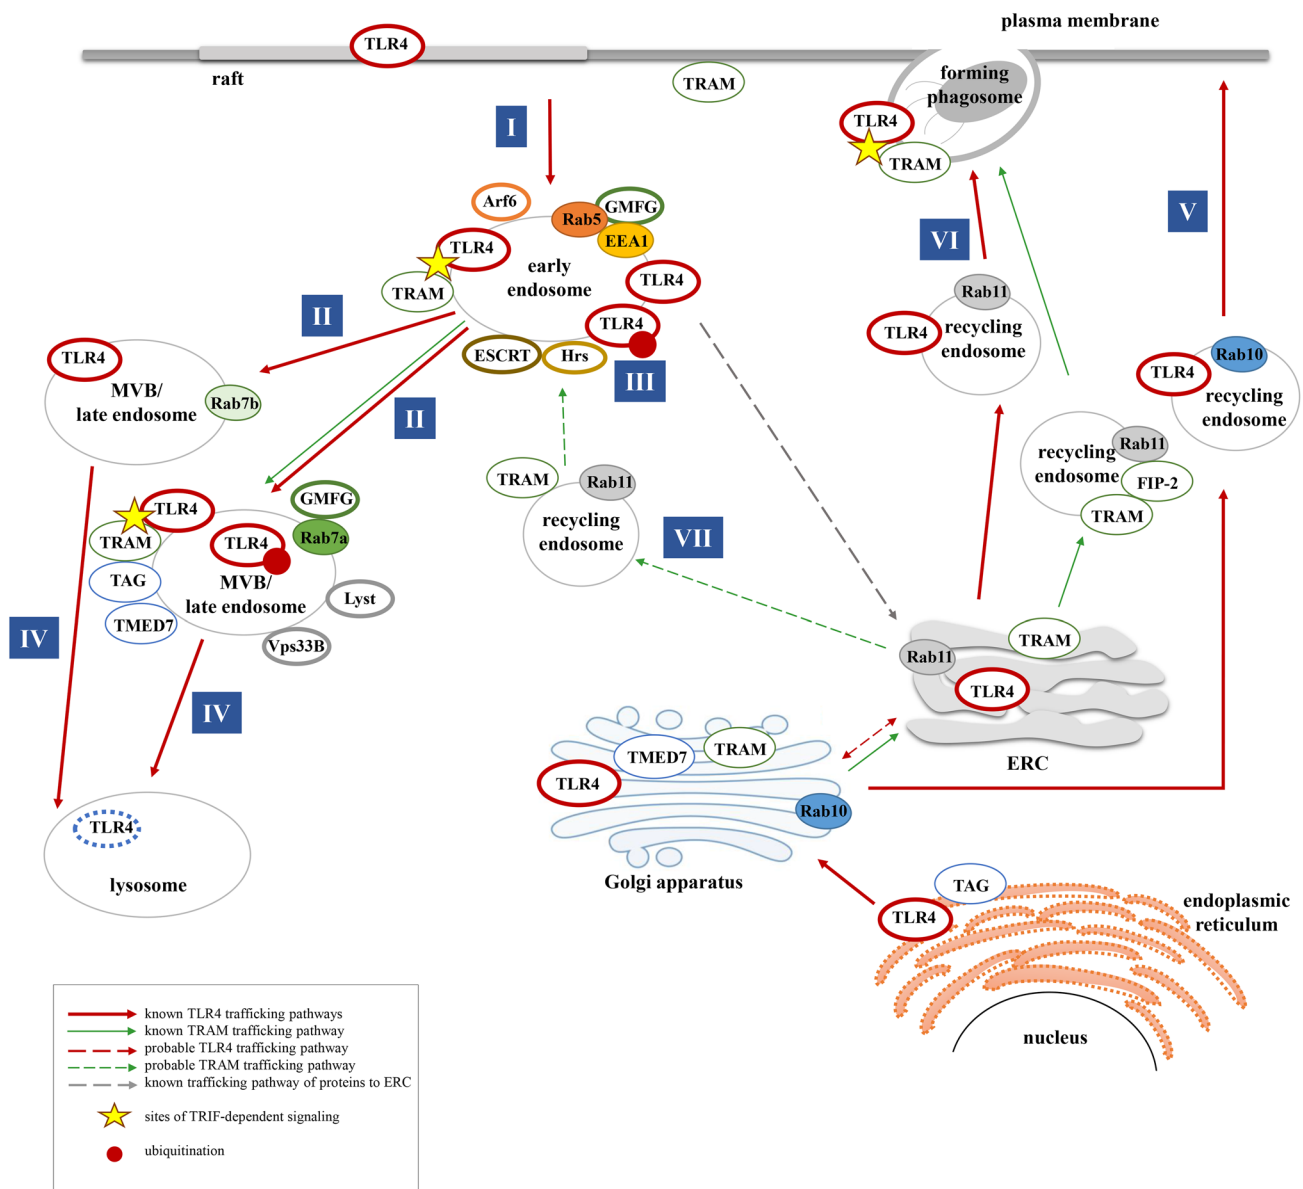 plasma membrane
TLR4
raft
TRAM
forming
phagosome
TLR4
TRAM
I
V
VI
Arf6
Rab5
GMFG
EEA1
TLR4
TRAM
early
endosome
TLR4
TLR4
ESCRT
Hrs
III
II
II
TLR4
MVB/
late endosome
Rab7b
Rab11
TLR4
recycling
endosome
Rab10
TLR4
recycling
endosome
Rab11
recycling
endosome
FIP-2
TRAM
TRAM
Rab11
recycling
endosome
VII
TLR4
TRAM
TAG
TMED7
GMFG
Rab7a
TLR4
MVB/
late endosome
Lyst
Vps33B
IV
IV
TRAM
Rab11
TLR4
ERC
TMED7
TRAM
TLR4
Rab10
Golgi apparatus
TLR4
lysosome
TAG
TLR4
endoplasmic
reticulum
nucleus
known TLR4 trafficking pathways
known TRAM trafficking pathway
probable TLR4 trafficking pathway
probable TRAM trafficking pathway
known trafficking pathway of proteins to ERC
sites of TRIF-dependent signaling
ubiquitination